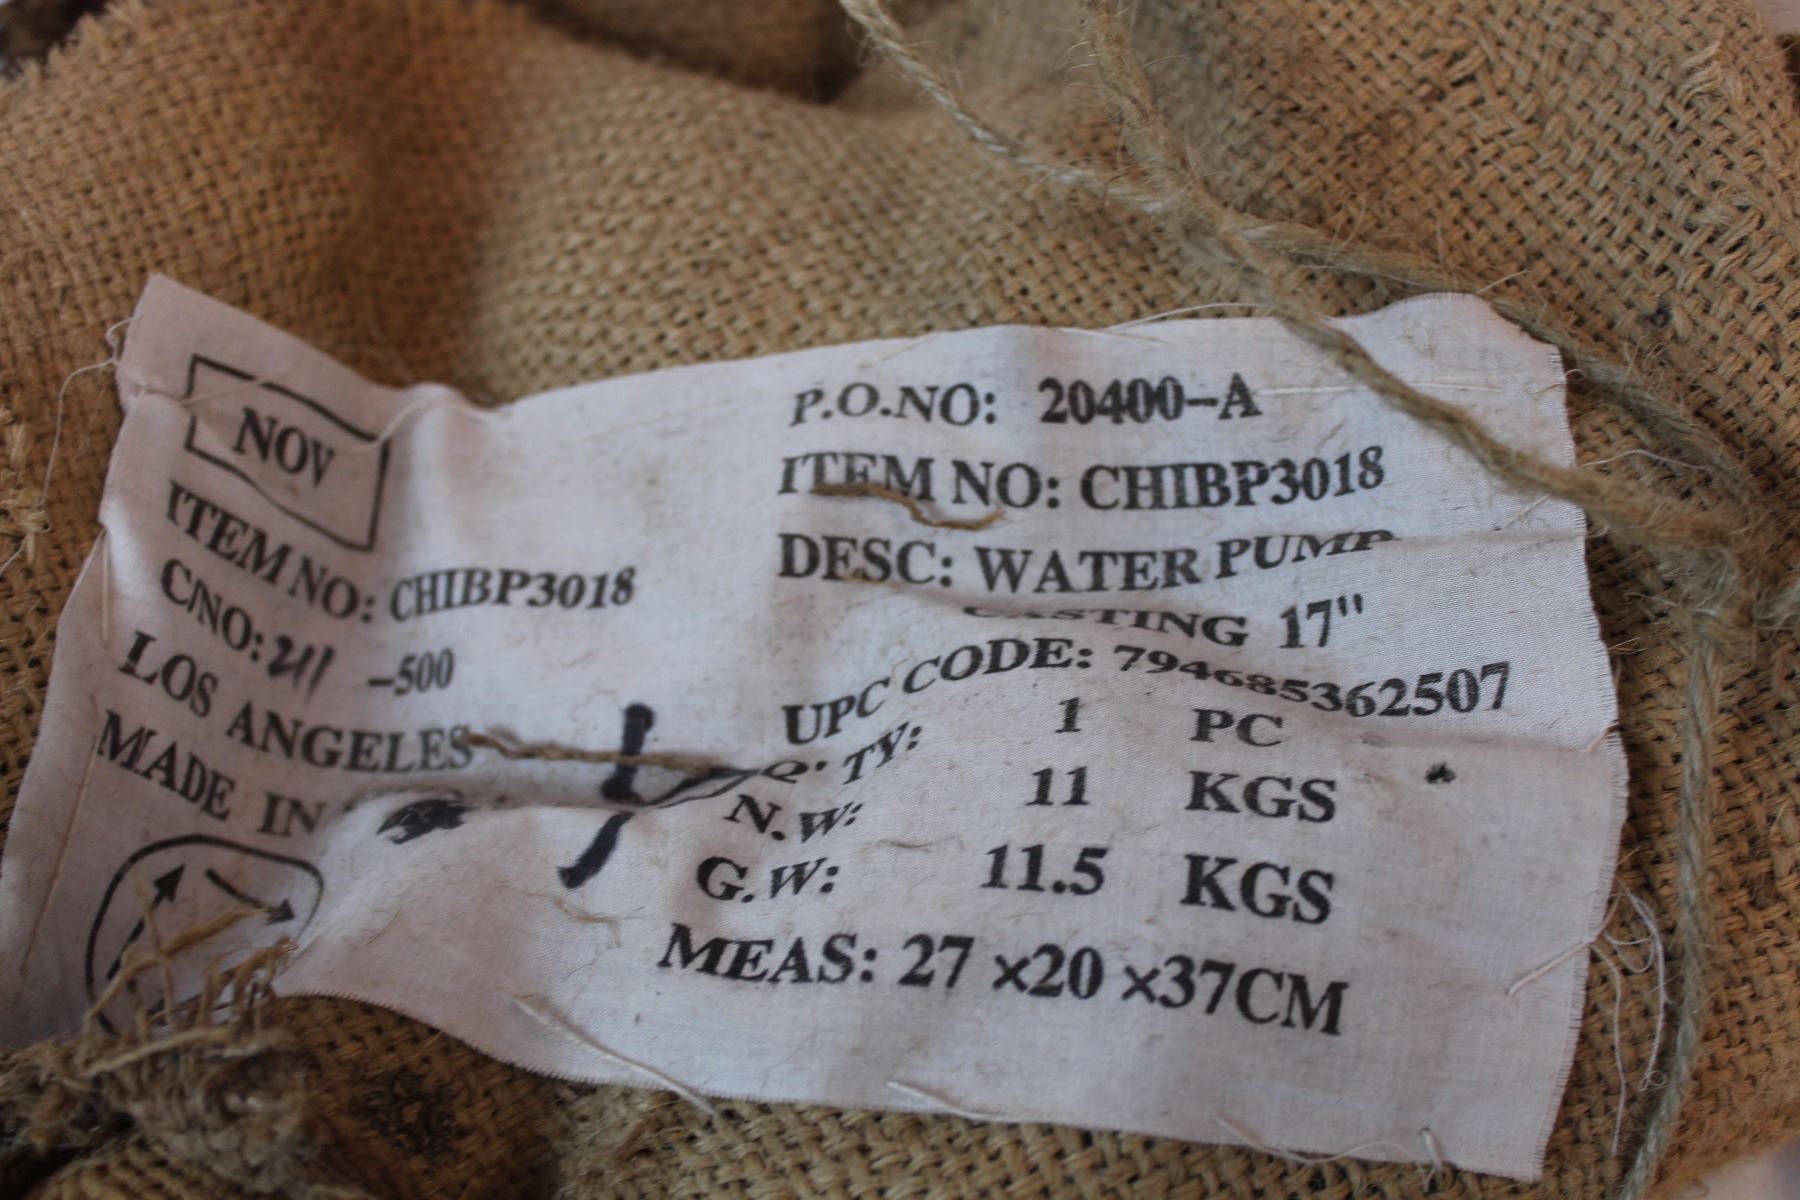 NOV
ITEM NO: CHIBP3018
C/NO: 211 -500
LOS ANGELES
MADE IN
P.O.NO: 20400-A
ITEM NO: CHIBP3018
DESC: WATER PUMP
CASTING 17"
UPC CODE: 794685362507
Q'TY: 1 PC
N.W: 11 KGS
G.W: 11.5 KGS
MEAS: 27 ×20 ×37CM